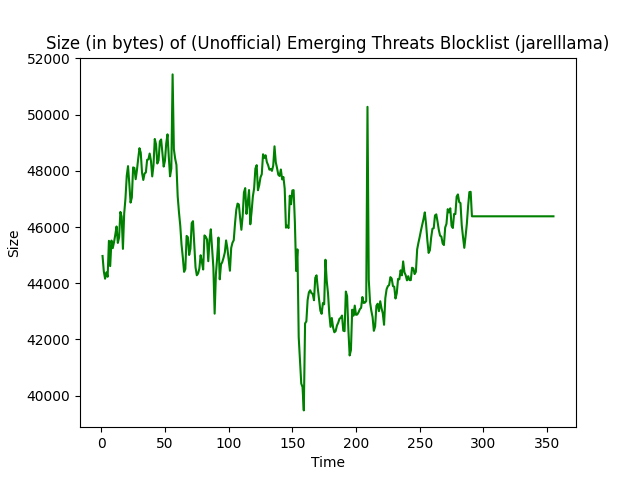 Size (in bytes) of (Unofficial) Emerging Threats Blocklist (jarelllama)
52000
50000
48000
46000
44000
42000
40000
Size
0 50 100 150 200 250 300 350
Time